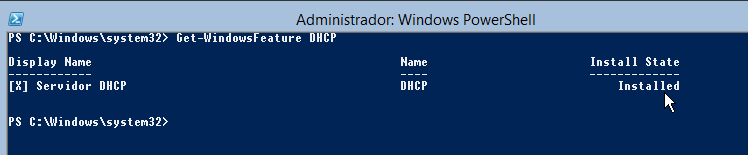 Administrador: Windows PowerShell
PS C:\Windows\system32> Get-WindowsFeature DHCP
Display Name Name Install State
------------ ---- -------------
[X] Servidor DHCP DHCP Installed
PS C:\Windows\system32>